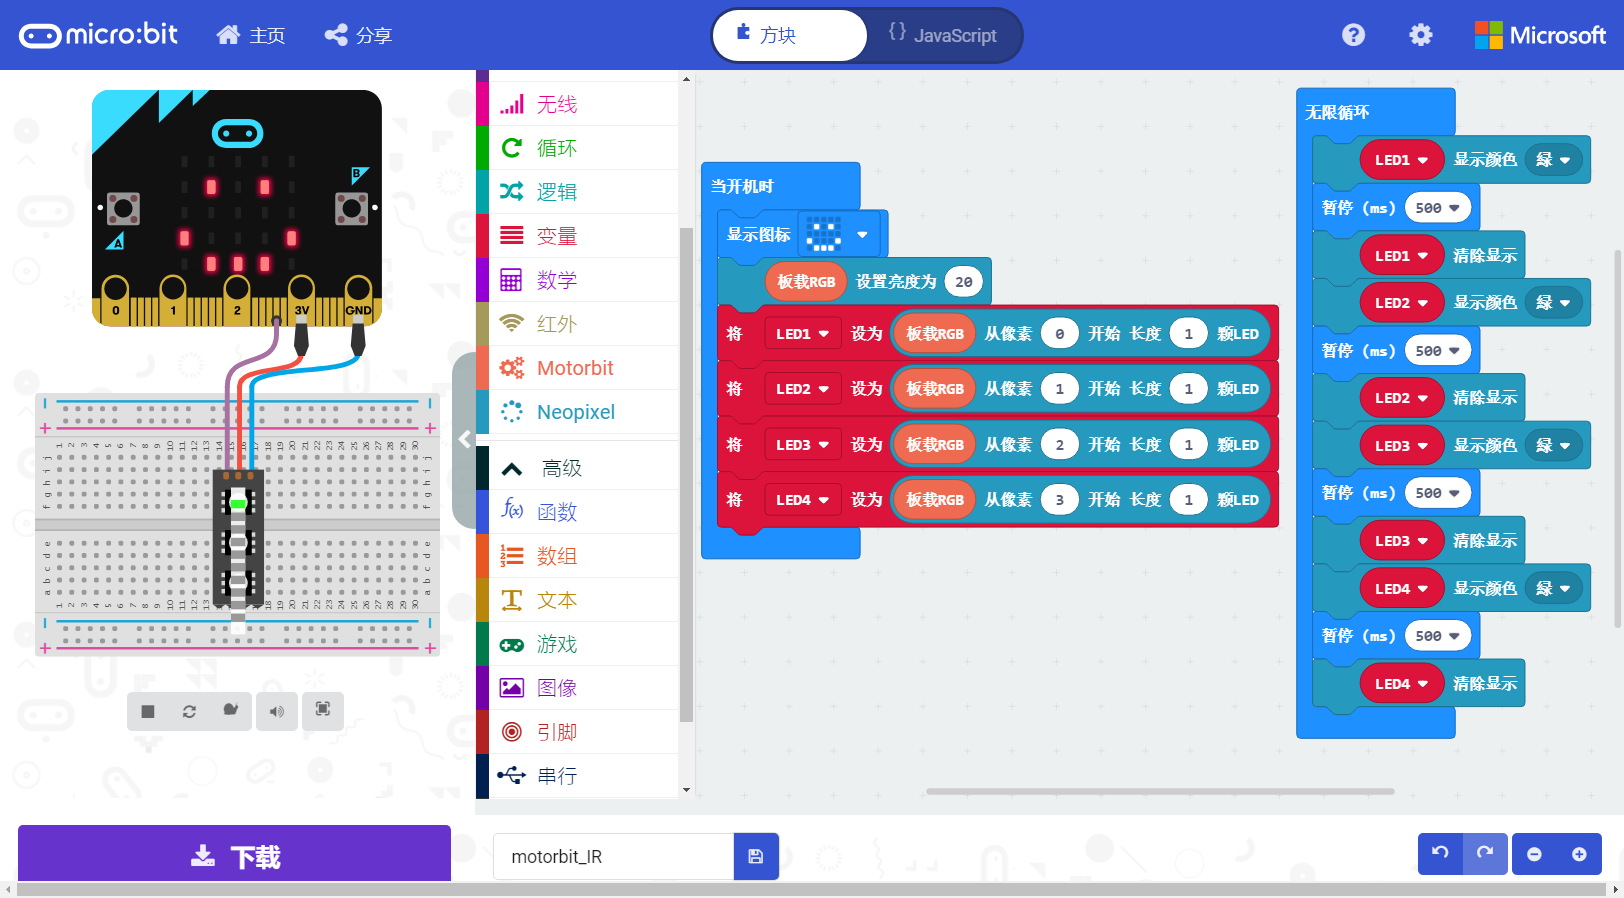 micro:bit 主页 分享 方块 {} JavaScript ? Microsoft
B
A
0 1 2 3V GND
无线
循环
逻辑
变量
数学
红外
Motorbit
Neopixel
高级
函数
数组
文本
游戏
图像
引脚
串行
当开机时
显示图标
板载RGB 设置亮度为 20
将 LED1 设为 板载RGB 从像素 0 开始 长度 1 颗LED
将 LED2 设为 板载RGB 从像素 1 开始 长度 1 颗LED
将 LED3 设为 板载RGB 从像素 2 开始 长度 1 颗LED
将 LED4 设为 板载RGB 从像素 3 开始 长度 1 颗LED
无限循环
LED1 显示颜色 緑
暂停 (ms) 500
LED1 清除显示
LED2 显示颜色 緑
暂停 (ms) 500
LED2 清除显示
LED3 显示颜色 緑
暂停 (ms) 500
LED3 清除显示
LED4 显示颜色 緑
暂停 (ms) 500
LED4 清除显示
下载
motorbit_IR